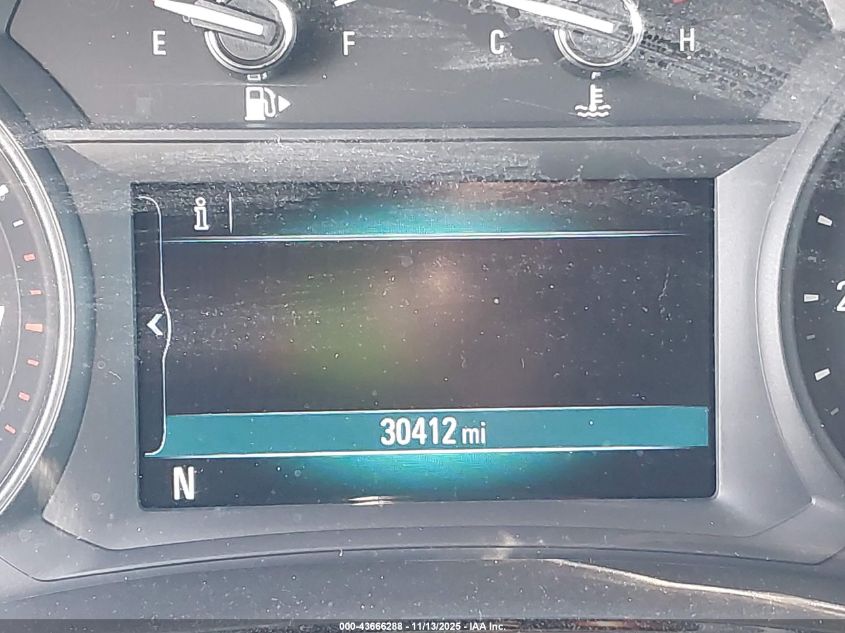 E F C H
i
30412 mi
N
000-43666288 - 11/13/2025 - IAA Inc.